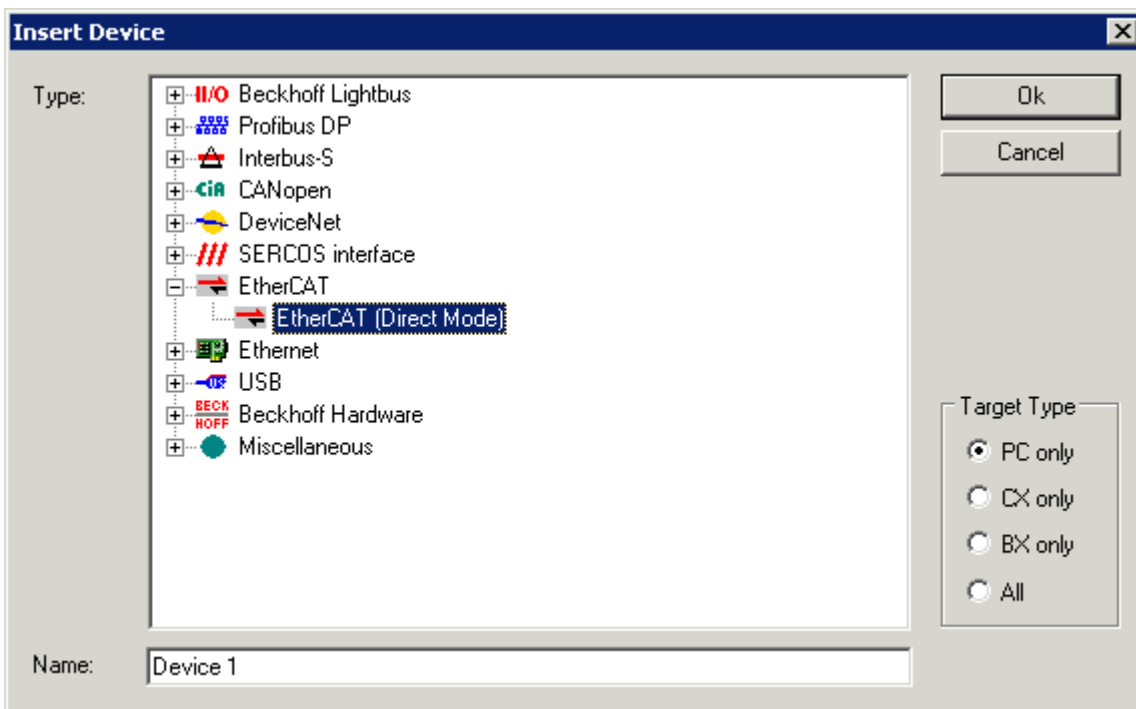 Insert Device
Type:
II/O Beckhoff Lightbus
Profibus DP
Interbus-S
CiA CANopen
DeviceNet
SERCOS interface
EtherCAT
EtherCAT (Direct Mode)
Ethernet
USB
BECK
HOFF
Beckhoff Hardware
Miscellaneous
Ok
Cancel
Target Type
PC only
CX only
BX only
All
Name:
Device 1